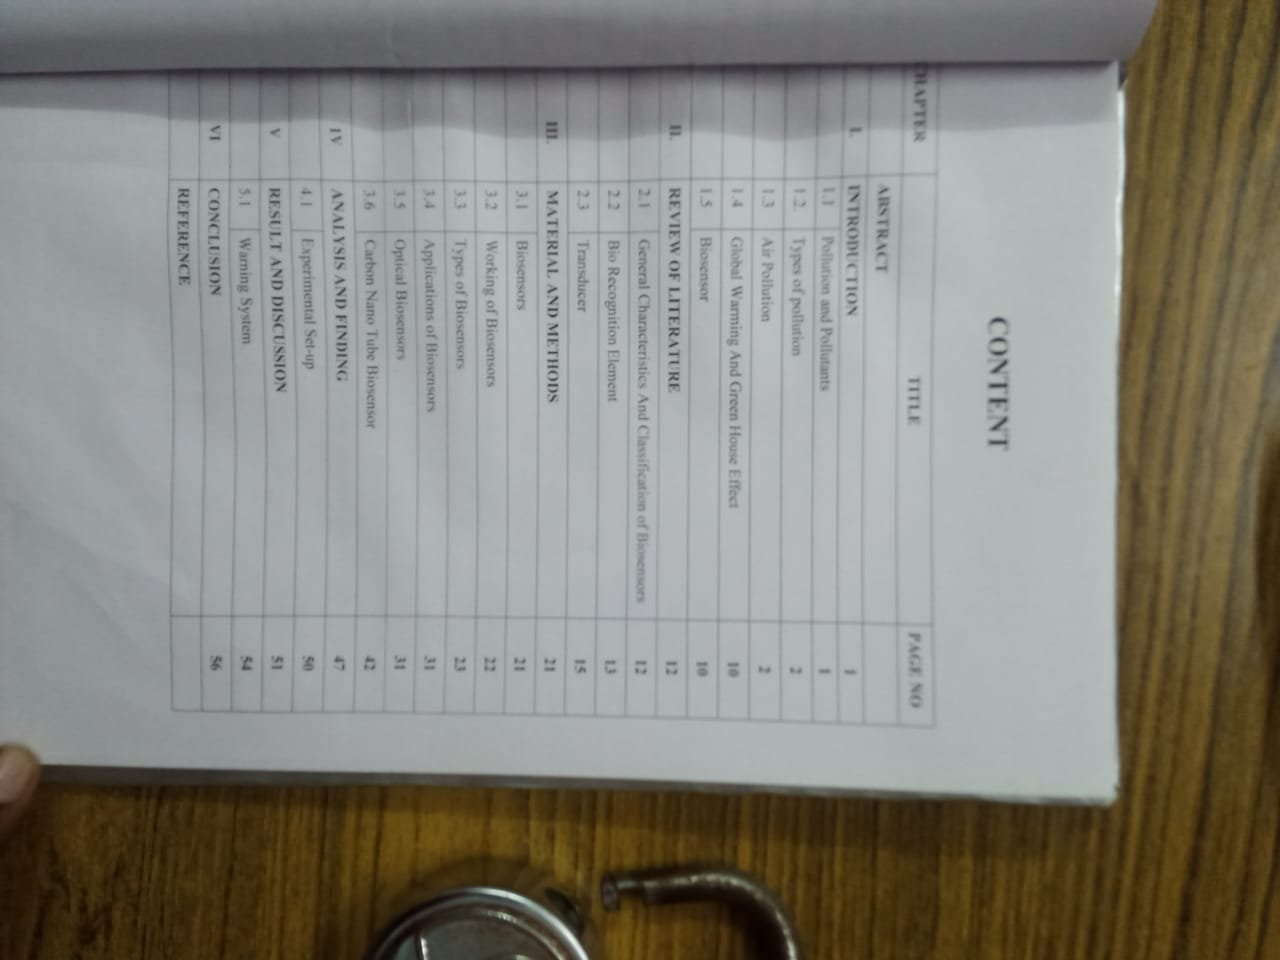 CONTENT
CHAPTER TITLE PAGE NO
ABSTRACT
I. INTRODUCTION 1
1.1 Pollution and Pollutants 1
1.2. Types of pollution 2
1.3 Air Pollution 2
1.4 Global Warming And Green House Effect 10
1.5 Biosensor 10
II. REVIEW OF LITERATURE 12
2.1 General Characteristics And Classification of Biosensors 12
2.2 Bio Recognition Element 13
2.3 Transducer 15
III. MATERIAL AND METHODS 21
3.1 Biosensors 21
3.2 Working of Biosensors 22
3.3 Types of Biosensors 23
3.4 Applications of Biosensors 31
3.5 Optical Biosensors 31
3.6 Carbon Nano Tube Biosensor 42
IV ANALYSIS AND FINDING 47
4.1 Experimental Set-up 50
V RESULT AND DISCUSSION 51
5.1 Warning System 54
VI CONCLUSION 56
REFERENCE